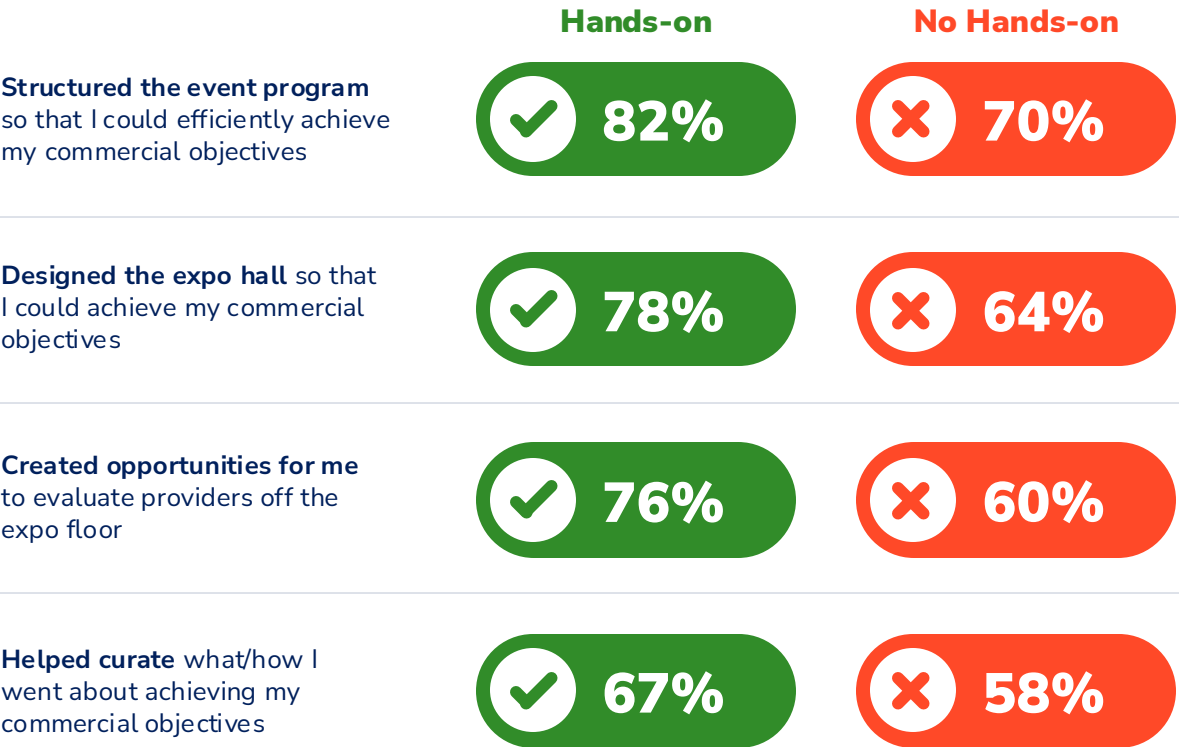 Hands-on No Hands-on
Structured the event program
so that I could efficiently achieve
my commercial objectives
82% 70%
Designed the expo hall so that
I could achieve my commercial
objectives
78% 64%
Created opportunities for me
to evaluate providers off the
expo floor
76% 60%
Helped curate what/how I
went about achieving my
commercial objectives
67% 58%